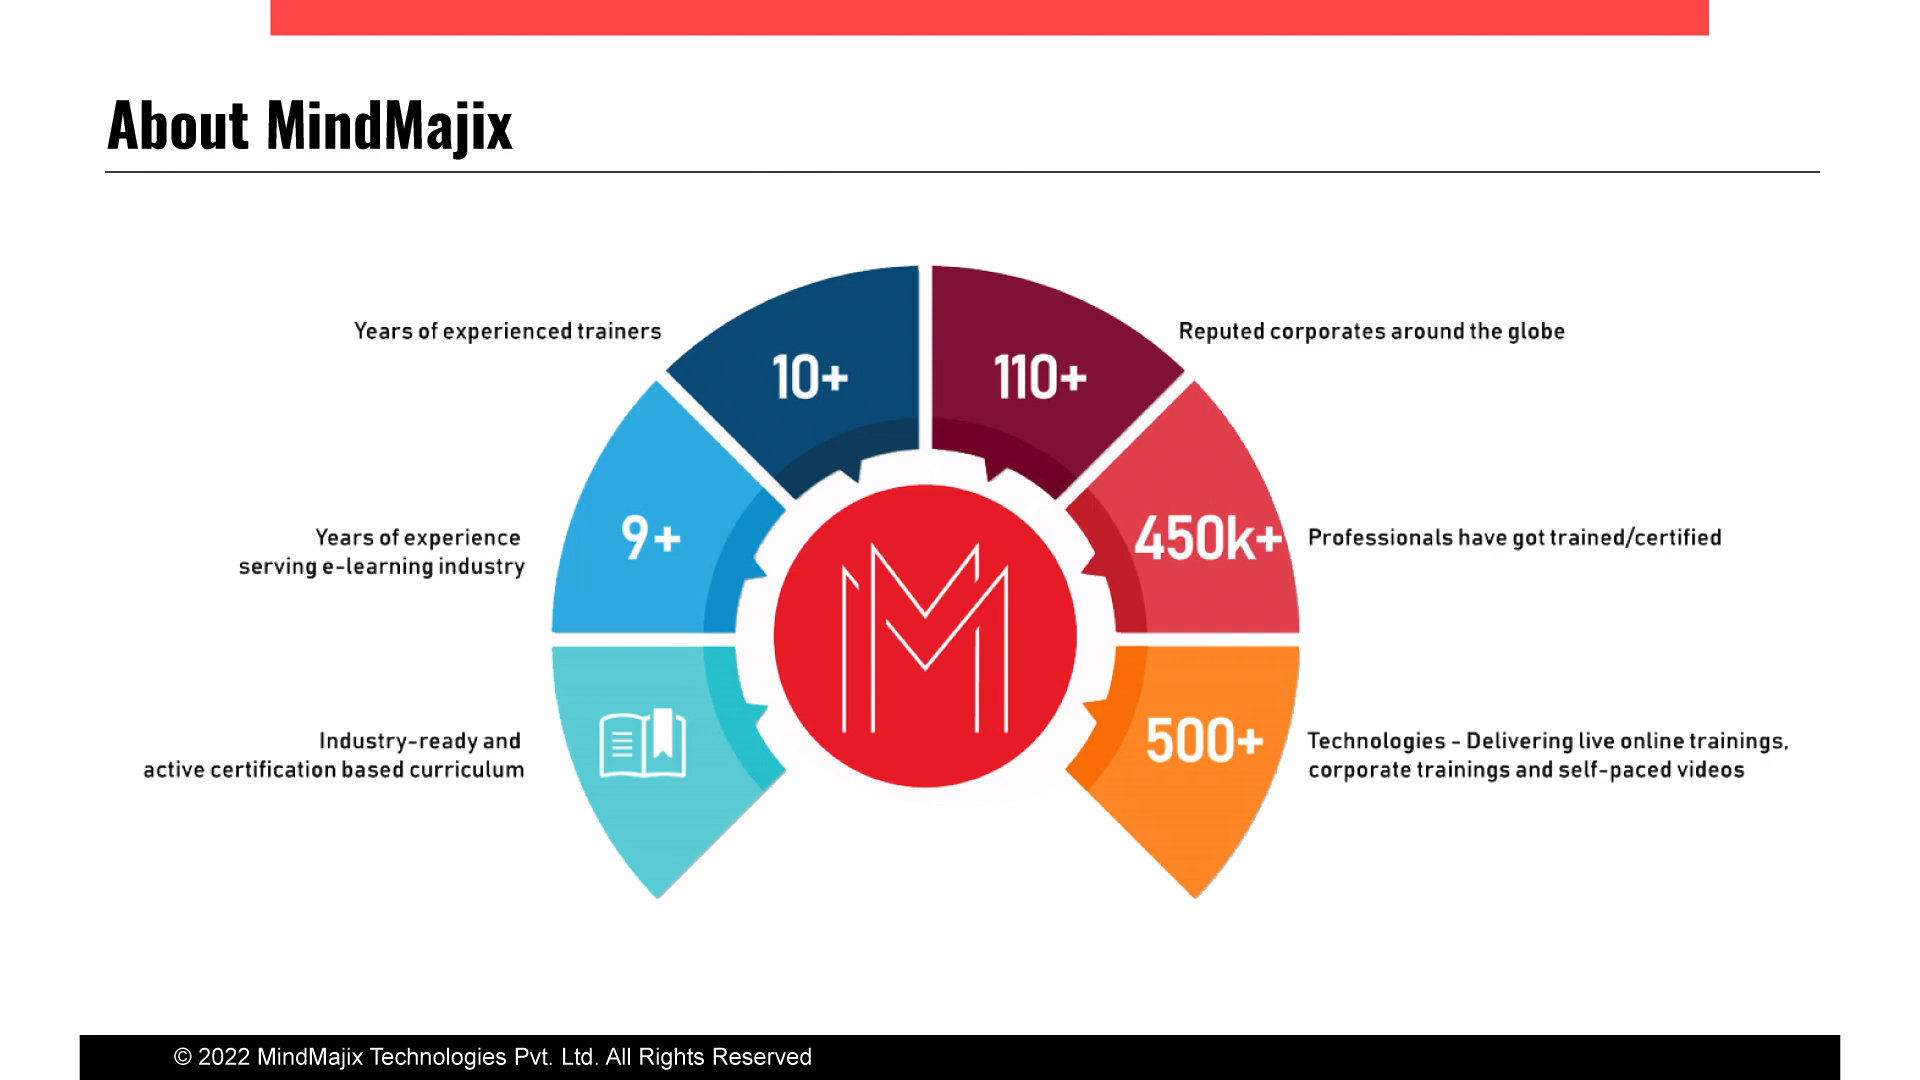 About MindMajix
Years of experienced trainers
10+
110+
Reputed corporates around the globe
Years of experience
serving e-learning industry
9+
450k+
Professionals have got trained/certified
Industry-ready and
active certification based curriculum
500+
Technologies - Delivering live online trainings,
corporate trainings and self-paced videos
© 2022 MindMajix Technologies Pvt. Ltd. All Rights Reserved